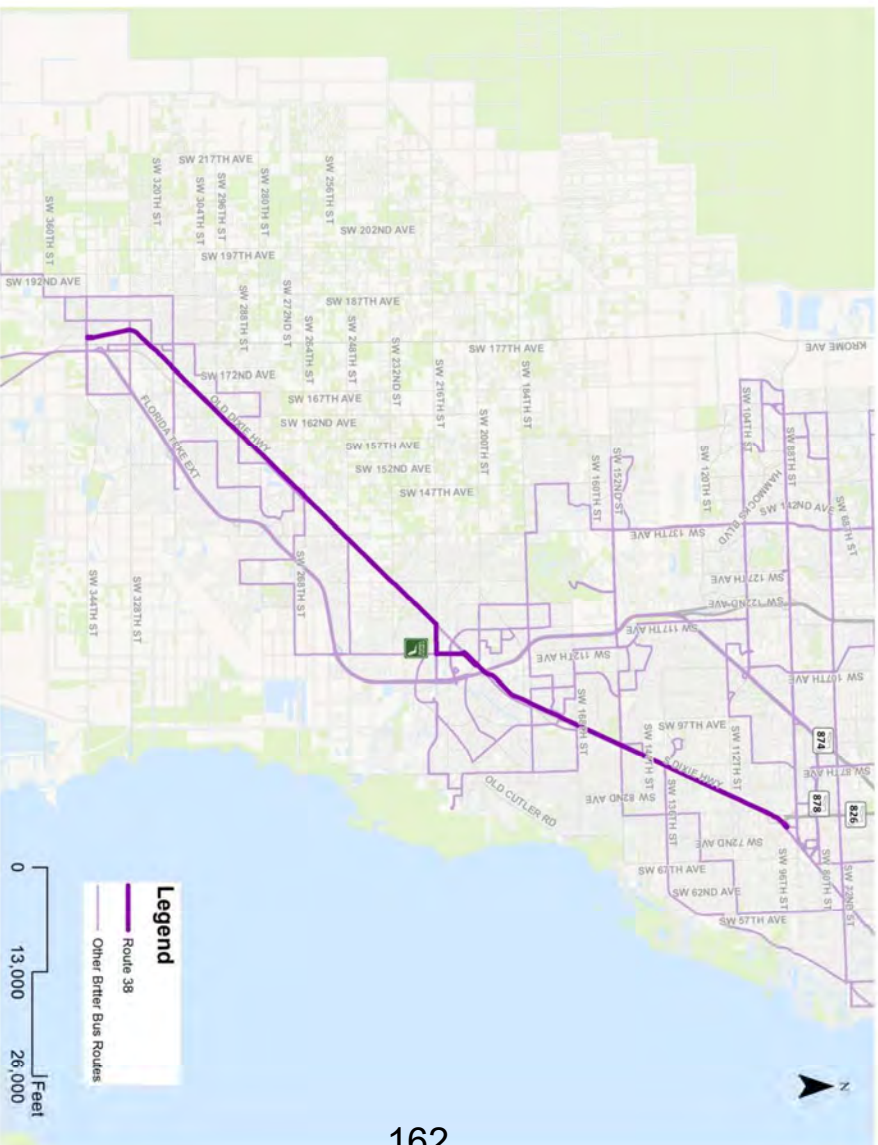 SW 217TH AVE
SW 256TH ST
SW 280TH ST
SW 296TH ST
SW 304TH ST
SW 320TH ST
SW 360TH ST
SW 202ND AVE
SW 197TH AVE
SW 192ND AVE
SW 187TH AVE
SW 288TH ST
SW 272ND ST
SW 264TH ST
SW 248TH ST
SW 232ND ST
SW 216TH ST
SW 200TH ST
SW 184TH ST
SW 177TH AVE
KROME AVE
SW 172ND AVE
SW 167TH AVE
SW 162ND AVE
SW 157TH AVE
SW 152ND AVE
SW 147TH AVE
OLD DIXIE HWY
FLORIDA TPKE EXT
SW 160TH ST
SW 152ND ST
SW 120TH ST
SW 104TH ST
SW 88TH ST
HAMMOCKS BLVD
SW 142ND AVE
SW 137TH AVE
SW 127TH AVE
SW 122ND AVE
SW 117TH AVE
SW 112TH AVE
SW 107TH AVE
SW 344TH ST
SW 328TH ST
SW 268TH ST
SW 168TH ST
SW 97TH AVE
SW 112TH ST
S DIXIE HWY
874
SW 87TH AVE
878
826
SW 82ND AVE
SW 136TH ST
OLD CUTLER RD
SW 72ND AVE
SW 67TH AVE
SW 62ND AVE
SW 57TH AVE
SW 96TH ST
SW 80TH ST
SW 72ND ST
N
Legend
Route 38
Other Brtter Bus Routes
0 13,000 26,000
Feet
162